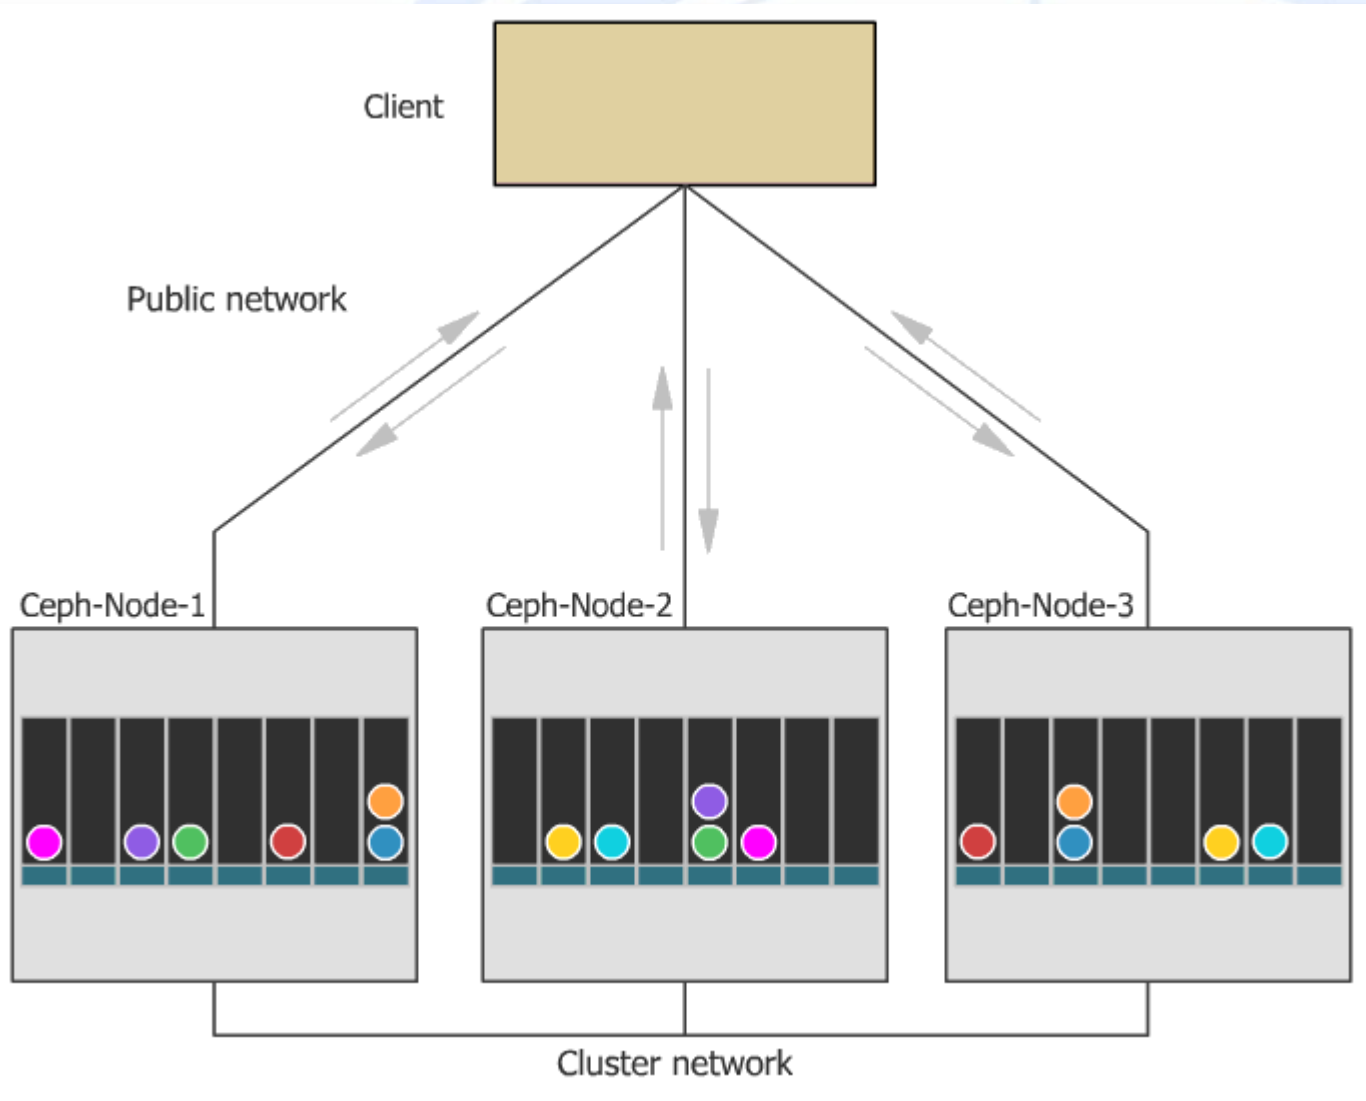 Client
Public network
Ceph-Node-1
Ceph-Node-2
Ceph-Node-3
Cluster network